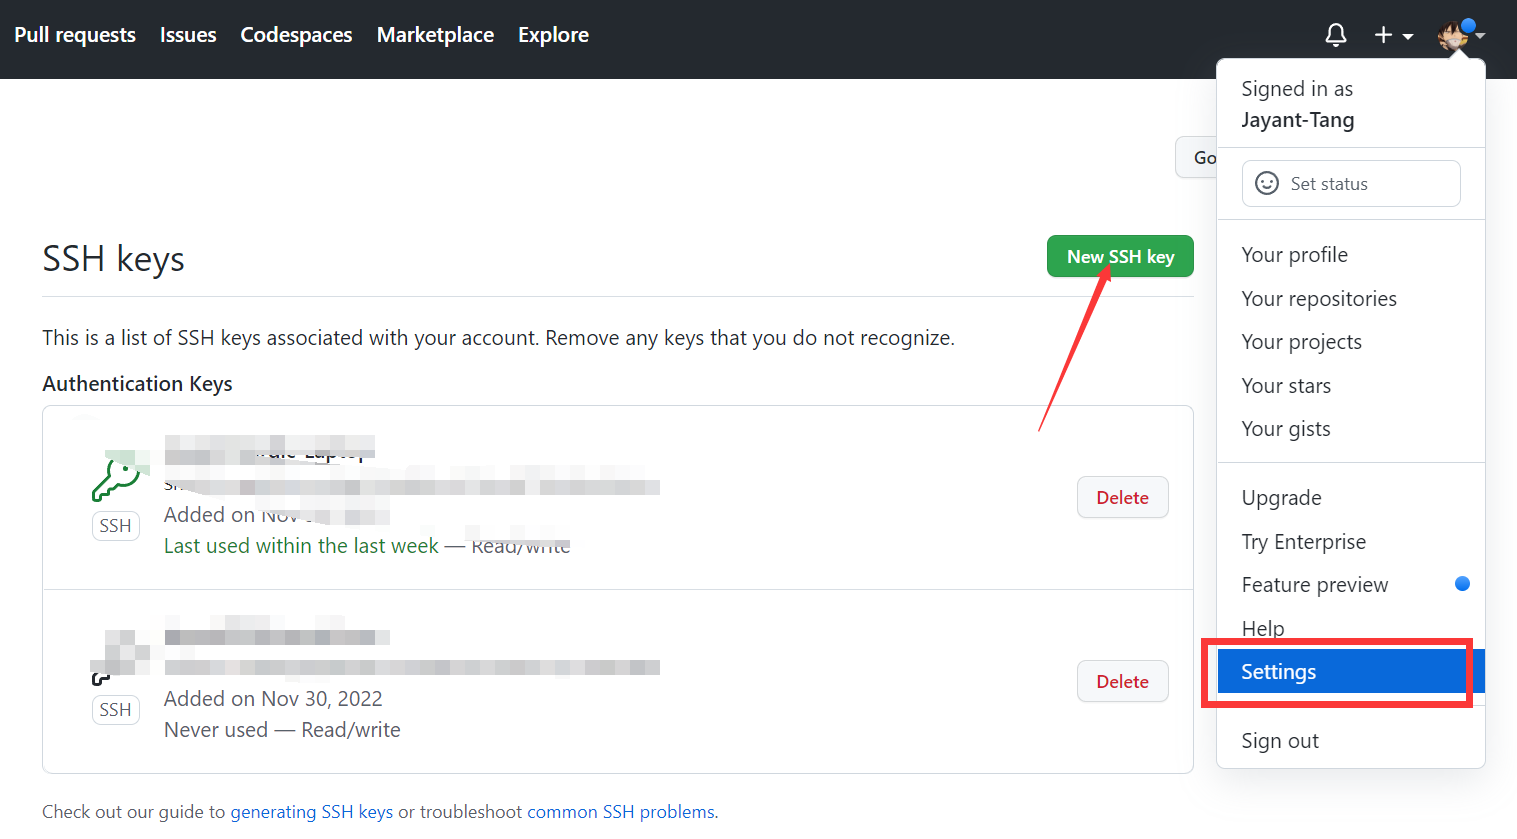 Pull requests Issues Codespaces Marketplace Explore
Signed in as
Jayant-Tang
Go
Set status
SSH keys
New SSH key
Your profile
Your repositories
Your projects
Your stars
Your gists
This is a list of SSH keys associated with your account. Remove any keys that you do not recognize.
Authentication Keys
SSH
Added on Nov
Last used within the last week — Read/write
Delete
SSH
Added on Nov 30, 2022
Never used — Read/write
Delete
Upgrade
Try Enterprise
Feature preview
Help
Settings
Sign out
Check out our guide to generating SSH keys or troubleshoot common SSH problems.